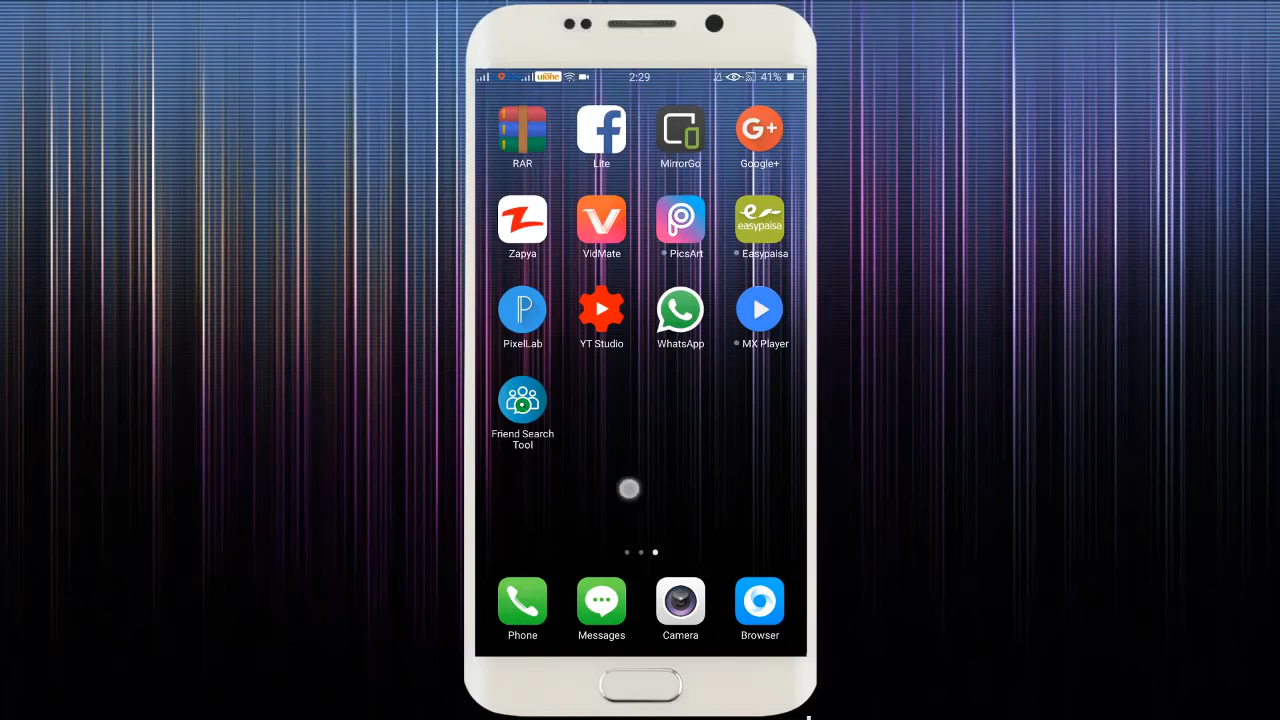 ufone 2:29 41%
RAR Lite MirrorGo Google+
easypaisa
Zapya VidMate PicsArt Easypaisa
PixelLab YT Studio WhatsApp MX Player
Friend Search
Tool
Phone Messages Camera Browser